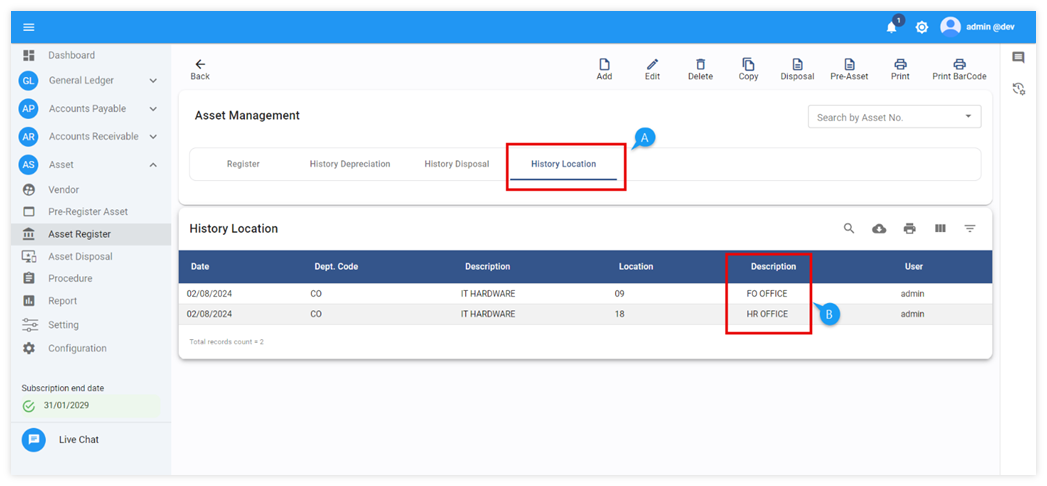 1
admin @dev
Dashboard
GL General Ledger
AP Accounts Payable
AR Accounts Receivable
AS Asset
Vendor
Pre-Register Asset
Asset Register
Asset Disposal
Procedure
Report
Setting
Configuration
Subscription end date
31/01/2029
Live Chat
Back
Add Edit Delete Copy Disposal Pre-Asset Print Print BarCode
Asset Management
Search by Asset No.
Register History Depreciation History Disposal History Location
A
History Location
Date Dept. Code Description Location Description User
02/08/2024 CO IT HARDWARE 09 FO OFFICE admin
02/08/2024 CO IT HARDWARE 18 HR OFFICE admin
B
Total records count = 2